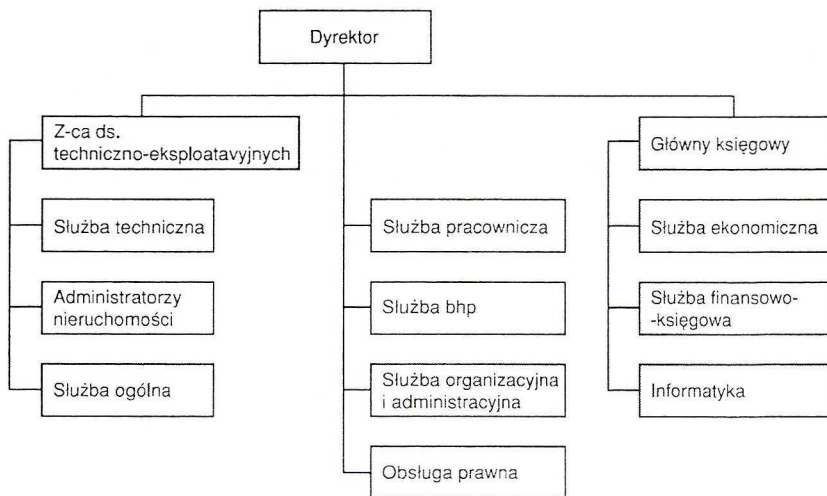 Dyrektor
Z-ca ds.
techniczno-eksploatavyjnych
Służba techniczna
Administratorzy
nieruchomości
Służba ogólna
Służba pracownicza
Służba bhp
Służba organizacyjna
i administracyjna
Obsługa prawna
Główny księgowy
Służba ekonomiczna
Służba finansowo-
-księgowa
Informatyka